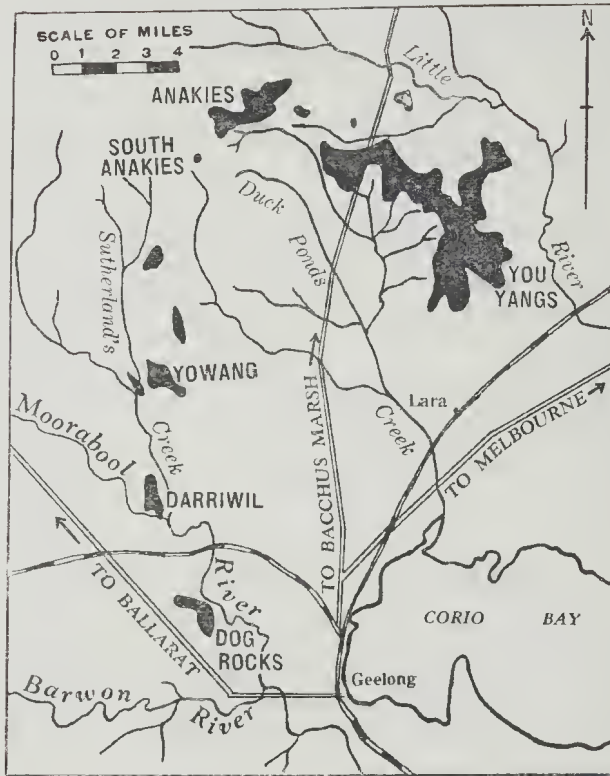 SCALE OF MILES
0 1 2 3 4
N
Little
River
ANAKIES
SOUTH
ANAKIES
Duck
Ponds
Creek
Sutherland's
Creek
YOU
YANGS
YOWANG
Lara
Moorabool
River
TO BACCHUS MARSH
TO MELBOURNE
DARRIWIL
TO BALLARAT
DOG
ROCKS
CORIO BAY
Geelong
Barwon
River